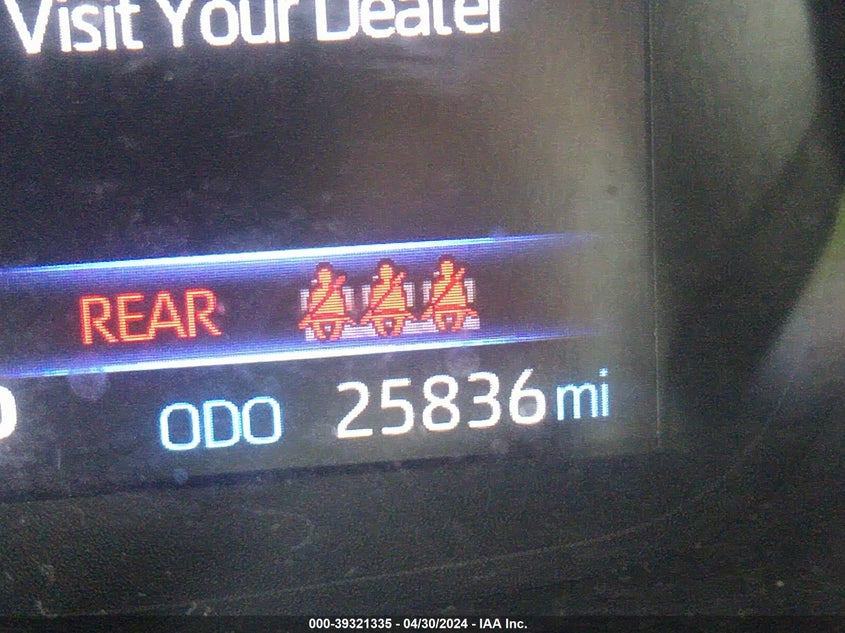 Visit Your Dealer
REAR
ODO 25836 mi
000-39321335 - 04/30/2024 - IAA Inc.